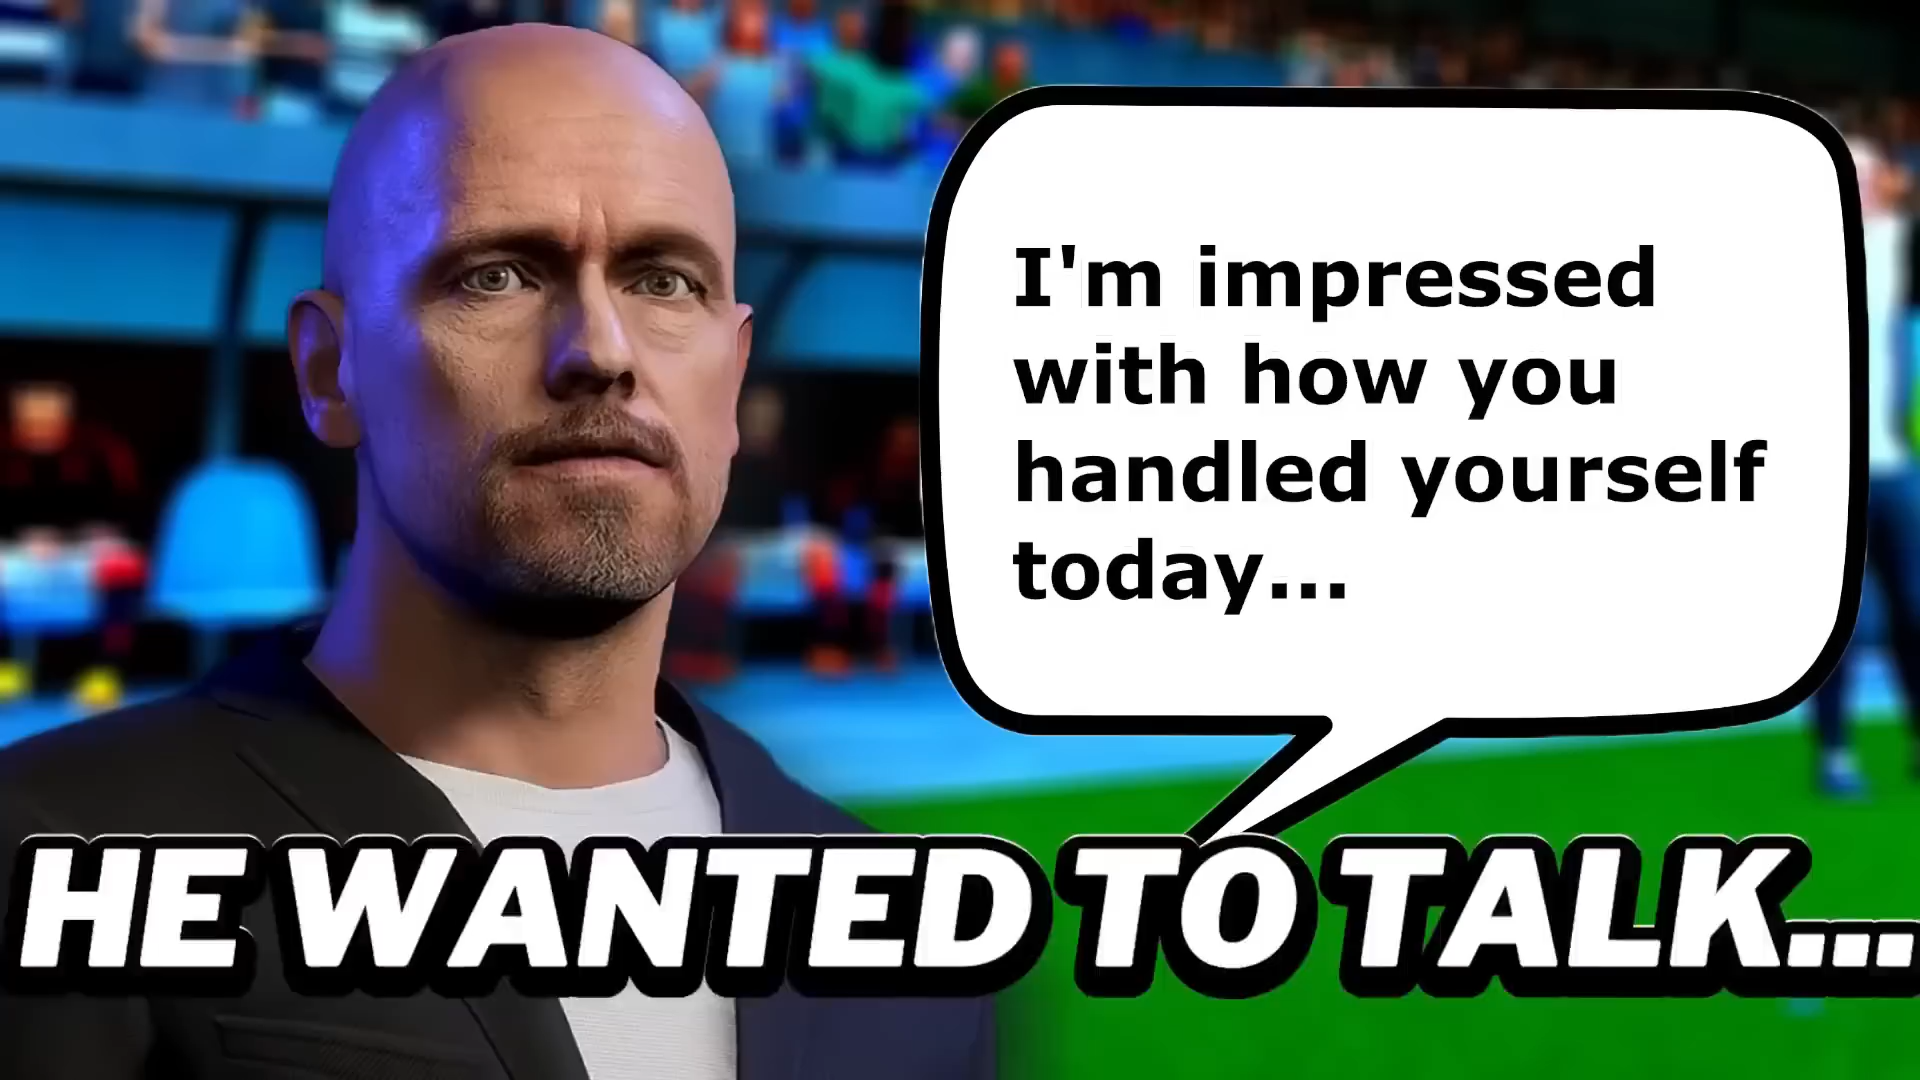 I'm impressed
with how you
handled yourself
today...
HE WANTED TO TALK...